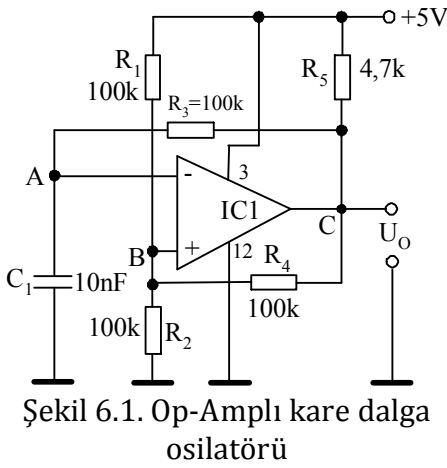 +5V
R1
100k
R5 4,7k
R3=100k
A
-
3
IC1
C
B
+
12
UO
R4
100k
C1 10nF
100k
R2
Şekil 6.1. Op-Amplı kare dalga
osilatörü